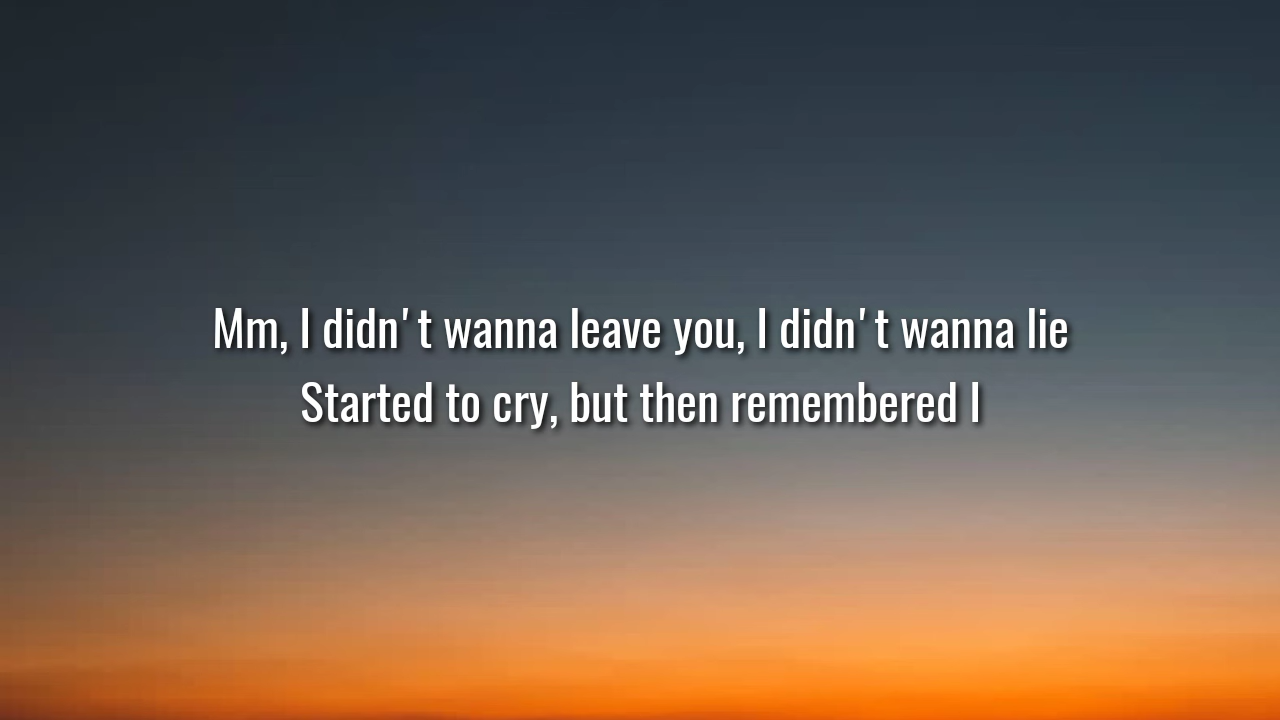 Mm, I didn't wanna leave you, I didn't wanna lie
Started to cry, but then remembered I